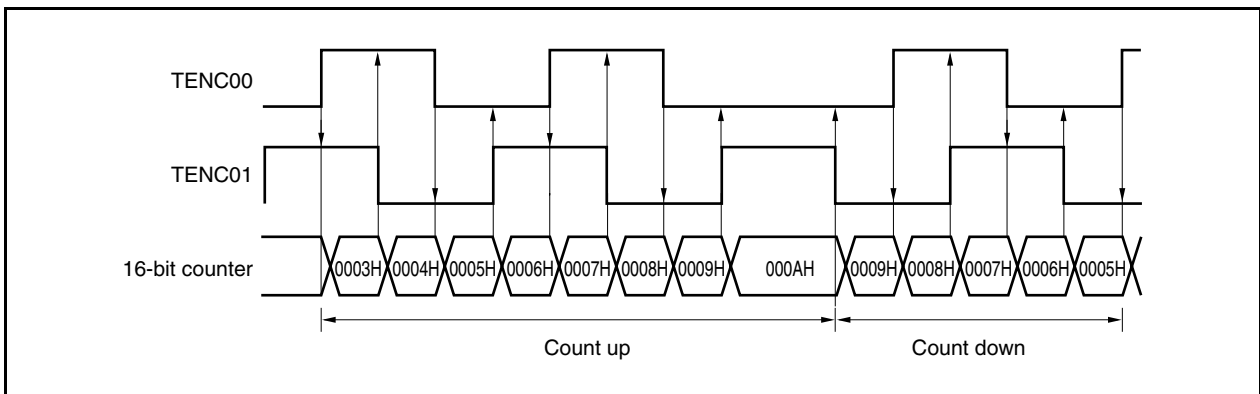 TENC00
TENC01
16-bit counter
0003H 0004H 0005H 0006H 0007H 0008H 0009H 000AH 0009H 0008H 0007H 0006H 0005H
Count up
Count down